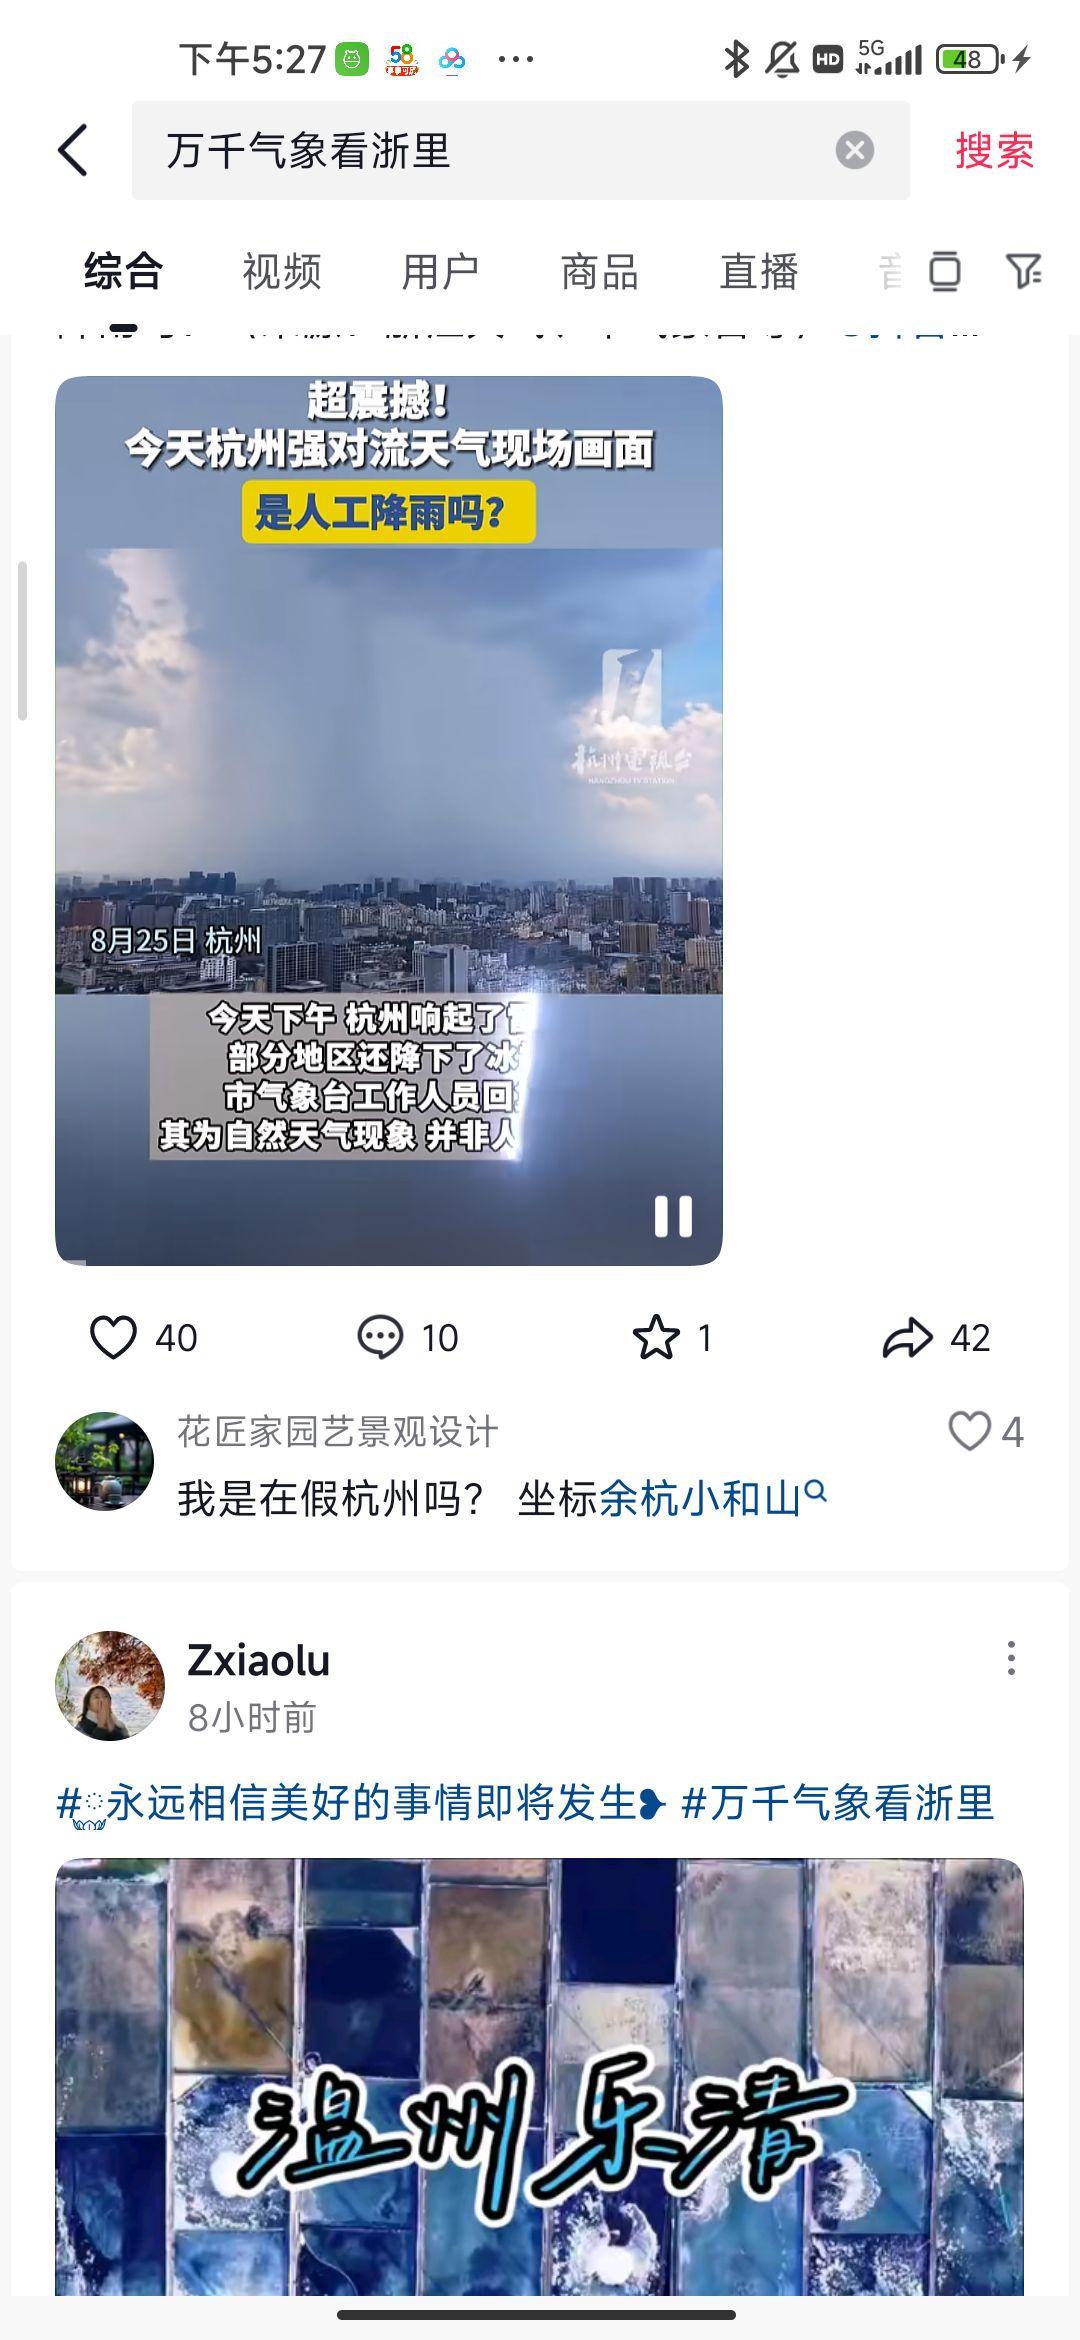 下午5:27
58
HD
5G
48
万千气象看浙里
搜索
综合
视频
用户
商品
直播
超震撼！
今天杭州强对流天气现场画面
是人工降雨吗？
杭州电视台
HANGZHOU TV STATION
8月25日 杭州
今天下午 杭州响起了
部分地区还降下了冰
市气象台工作人员回
其为自然天气现象 并非人
40
10
1
42
花匠家园艺景观设计
4
我是在假杭州吗？ 坐标余杭小和山
Zxiaolu
8小时前
#永远相信美好的事情即将发生❥ #万千气象看浙里
温州乐清